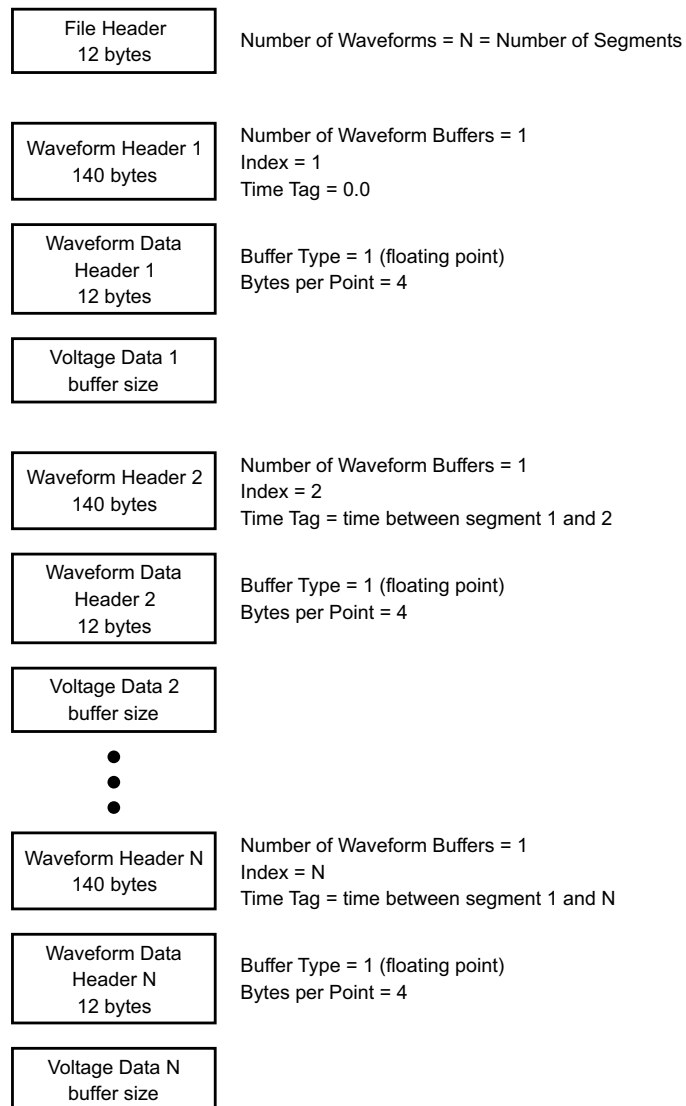 File Header
12 bytes
Number of Waveforms = N = Number of Segments
Waveform Header 1
140 bytes
Number of Waveform Buffers = 1
Index = 1
Time Tag = 0.0
Waveform Data
Header 1
12 bytes
Buffer Type = 1 (floating point)
Bytes per Point = 4
Voltage Data 1
buffer size
Waveform Header 2
140 bytes
Number of Waveform Buffers = 1
Index = 2
Time Tag = time between segment 1 and 2
Waveform Data
Header 2
12 bytes
Buffer Type = 1 (floating point)
Bytes per Point = 4
Voltage Data 2
buffer size
Waveform Header N
140 bytes
Number of Waveform Buffers = 1
Index = N
Time Tag = time between segment 1 and N
Waveform Data
Header N
12 bytes
Buffer Type = 1 (floating point)
Bytes per Point = 4
Voltage Data N
buffer size